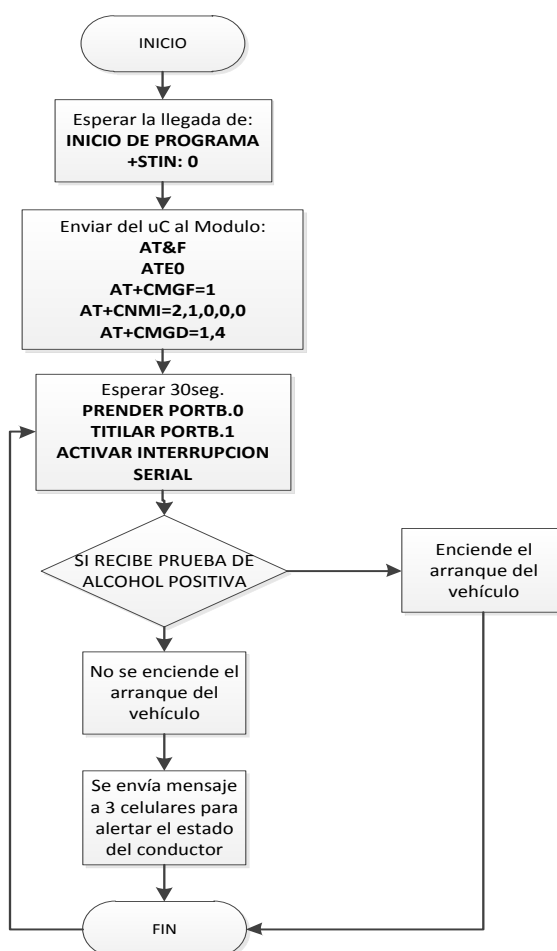 INICIO
Esperar la llegada de:
INICIO DE PROGRAMA
+STIN: 0
Enviar del uC al Modulo:
AT&F
ATE0
AT+CMGF=1
AT+CNMI=2,1,0,0,0
AT+CMGD=1,4
Esperar 30seg.
PRENDER PORTB.0
TITILAR PORTB.1
ACTIVAR INTERRUPCION
SERIAL
SI RECIBE PRUEBA DE
ALCOHOL POSITIVA
Enciende el
arranque del
vehículo
No se enciende el
arranque del
vehículo
Se envía mensaje
a 3 celulares para
alertar el estado
del conductor
FIN